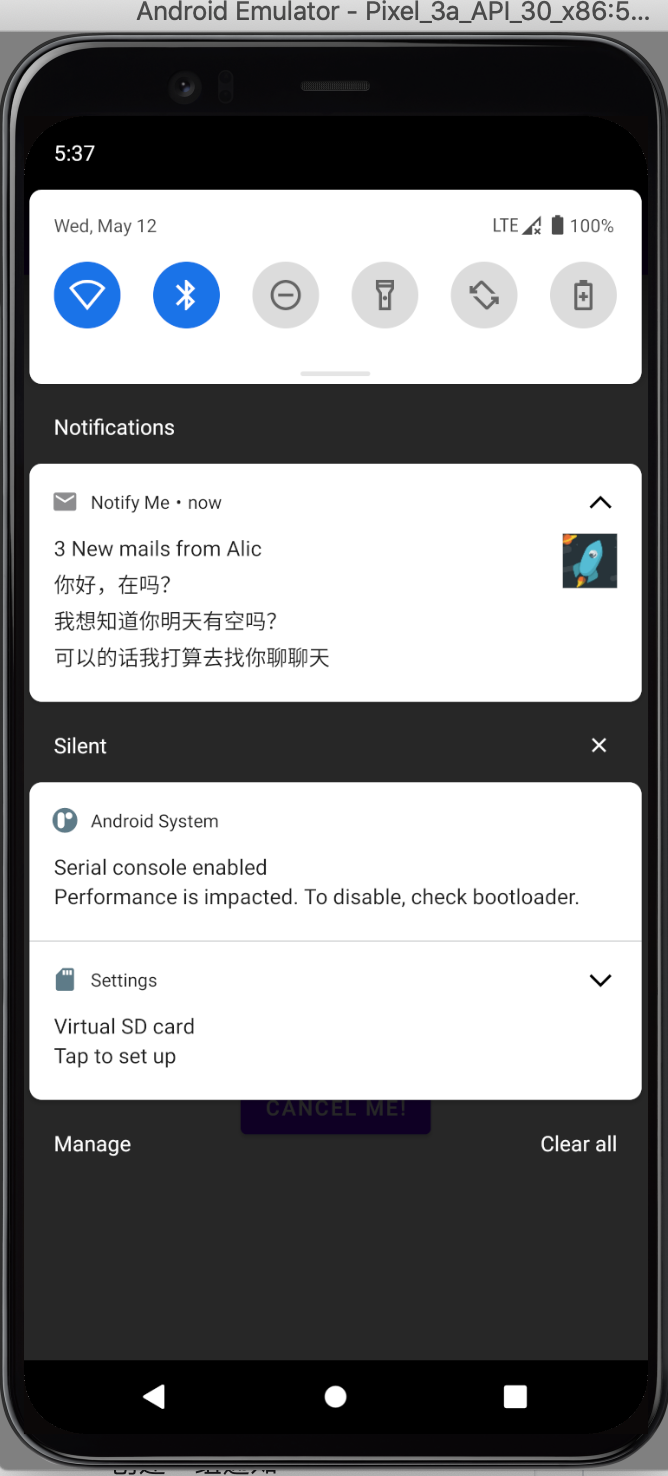 Android Emulator - Pixel_3a_API_30_x86:5...
5:37
Wed, May 12
LTE 100%
Notifications
Notify Me • now
3 New mails from Alic
你好，在吗？
我想知道你明天有空吗？
可以的话我打算去找你聊聊天
Silent
Android System
Serial console enabled
Performance is impacted. To disable, check bootloader.
Settings
Virtual SD card
Tap to set up
CANCEL ME!
Manage
Clear all